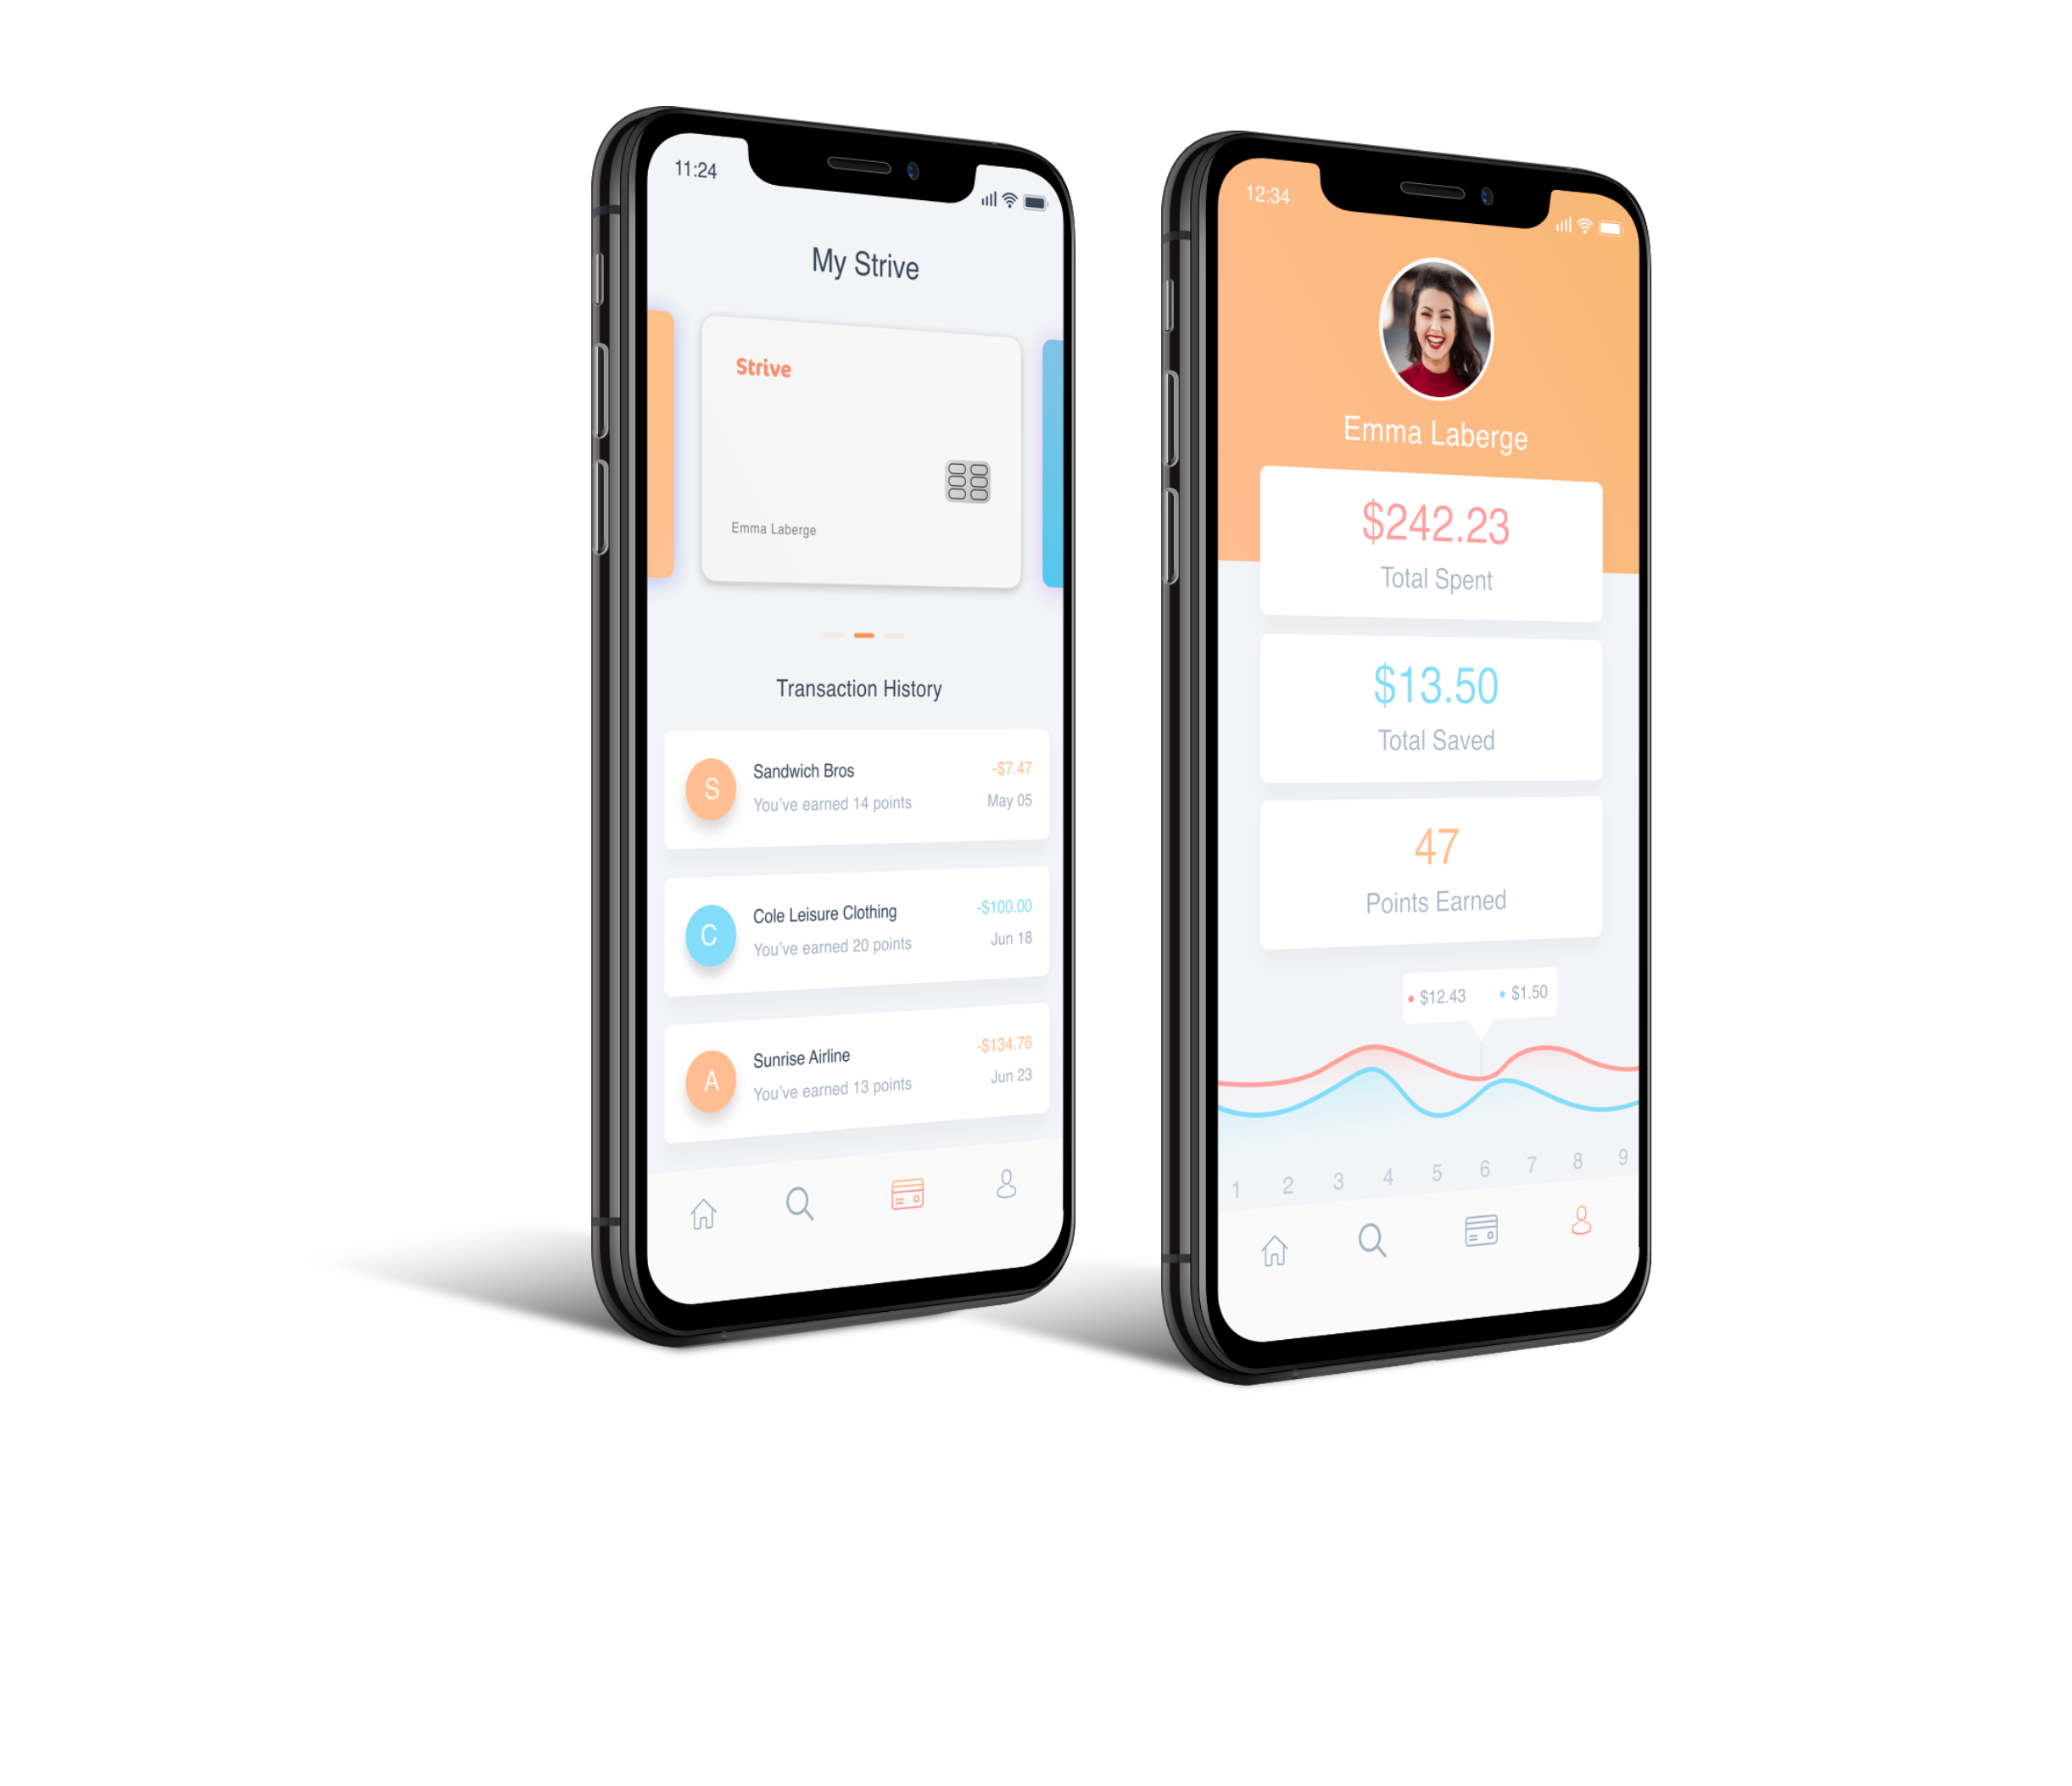 11:24
My Strive
Strive
Emma Laberge
Transaction History
S
Sandwich Bros
-$7.47
You've earned 14 points
May 05
C
Cole Leisure Clothing
-$100.00
You've earned 20 points
Jun 18
A
Sunrise Airline
-$134.76
You've earned 13 points
Jun 23
12:34
Emma Laberge
$242.23
Total Spent
$13.50
Total Saved
47
Points Earned
$12.43 $1.50
1 2 3 4 5 6 7 8 9